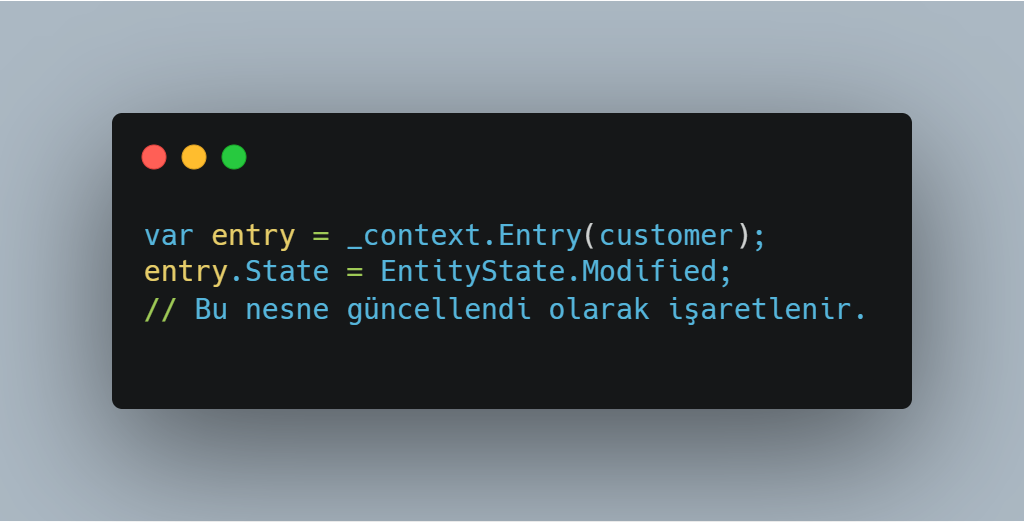 var entry = _context.Entry(customer);
entry.State = EntityState.Modified;
// Bu nesne güncellendi olarak işaretlenir.